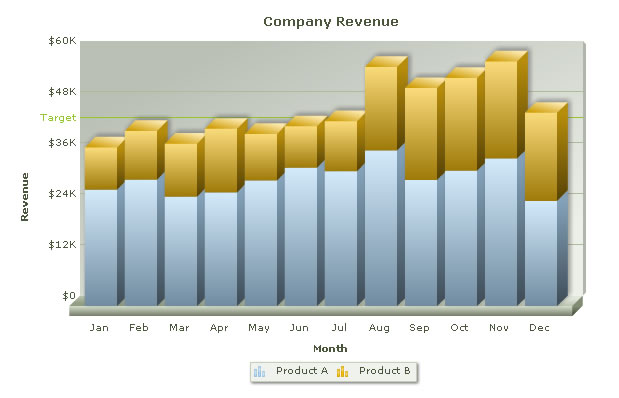 Company Revenue
$60K
$48K
Target
$36K
$24K
$12K
$0
Revenue
Jan Feb Mar Apr May Jun Jul Aug Sep Oct Nov Dec
Month
Product A Product B